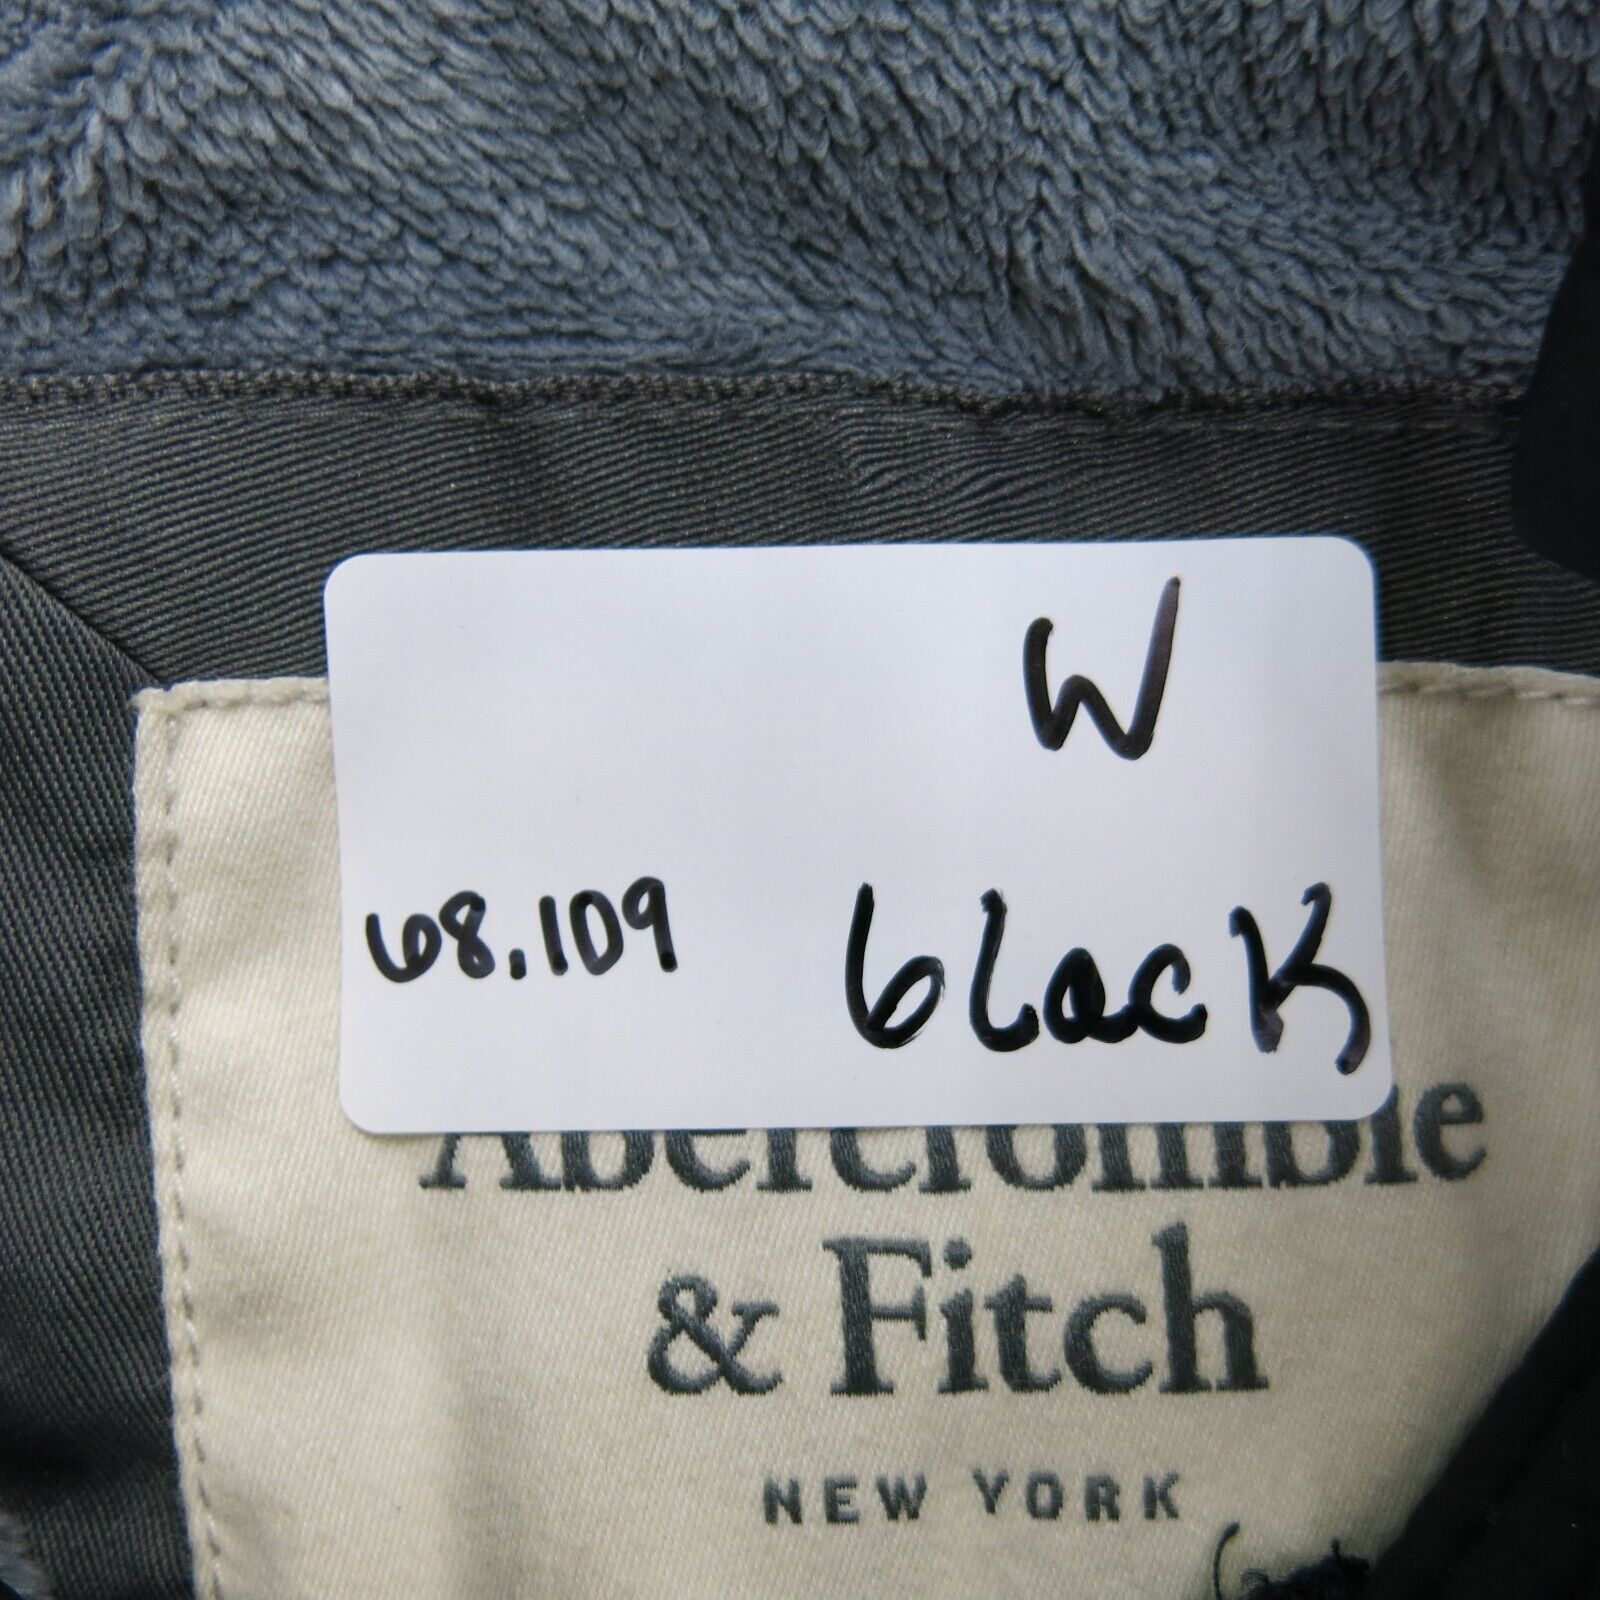 W
68.109 black
Abercrombie
& Fitch
NEW YORK